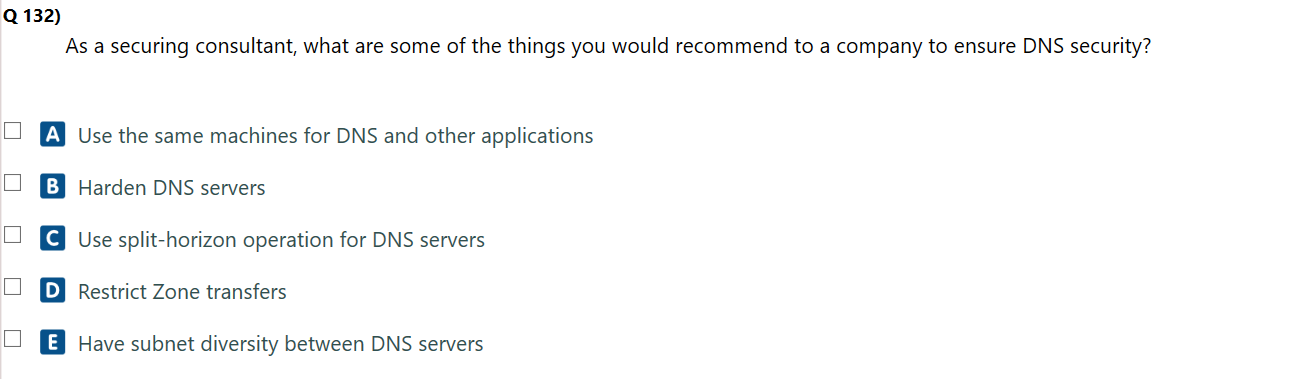 Q 132)
As a securing consultant, what are some of the things you would recommend to a company to ensure DNS security?
A Use the same machines for DNS and other applications
B Harden DNS servers
C Use split-horizon operation for DNS servers
D Restrict Zone transfers
E Have subnet diversity between DNS servers